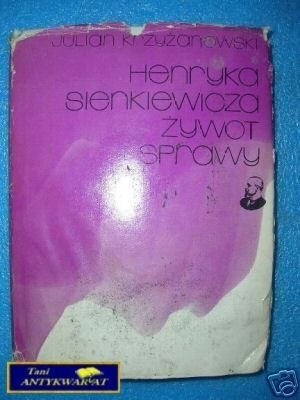 Julian Krzyżanowski
Henryka
Sienkiewicza
żywot
sprawy
Tani
ANTYKWARIAT